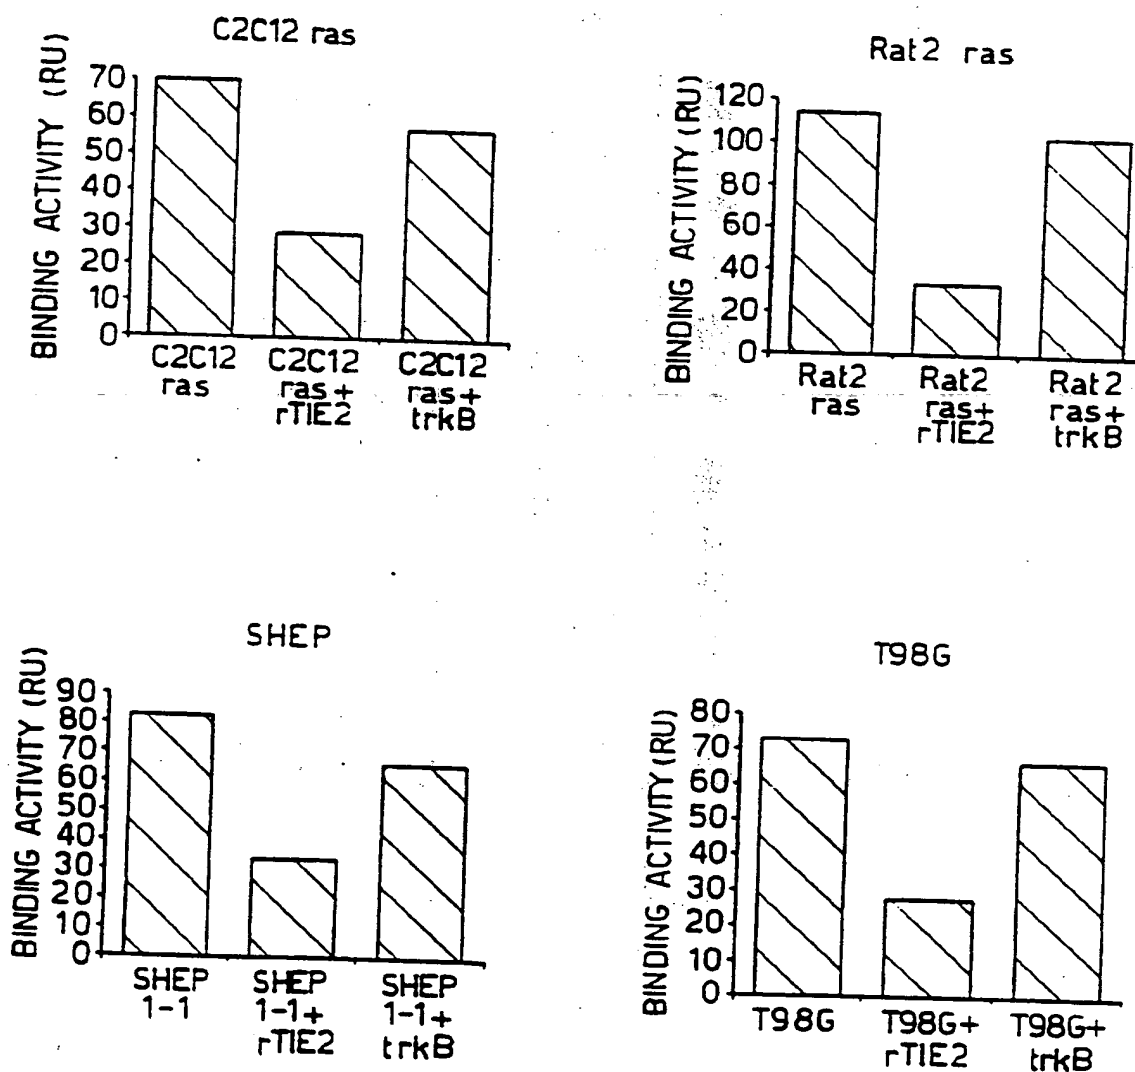 C2C12 ras
BINDING ACTIVITY (RU)
70
60
50
40
30
20
10
0
C2C12
ras
C2C12
ras+
rTIE2
C2C12
ras+
trkB
Rat2 ras
BINDING ACTIVITY (RU)
120
100
80
60
40
20
0
Rat2
ras
Rat2
ras+
rTIE2
Rat2
ras+
trkB
SHEP
BINDING ACTIVITY (RU)
90
80
70
60
50
40
30
20
10
0
SHEP
1-1
SHEP
1-1+
rTIE2
SHEP
1-1+
trkB
T98G
BINDING ACTIVITY (RU)
80
70
60
50
40
30
20
10
0
T98G
T98G+
rTIE2
T98G+
trkB